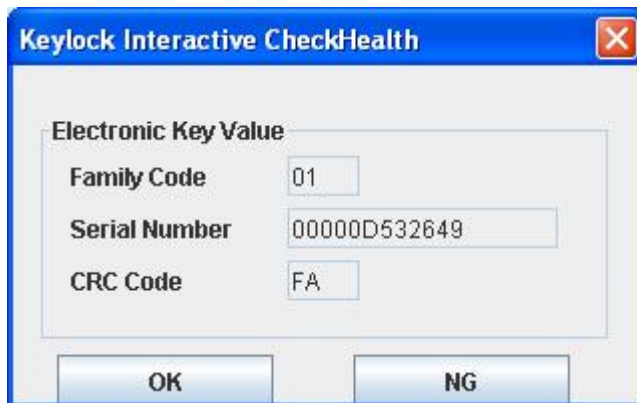 Keylock Interactive CheckHealth
Electronic Key Value
Family Code 01
Serial Number 00000D532649
CRC Code FA
OK NG